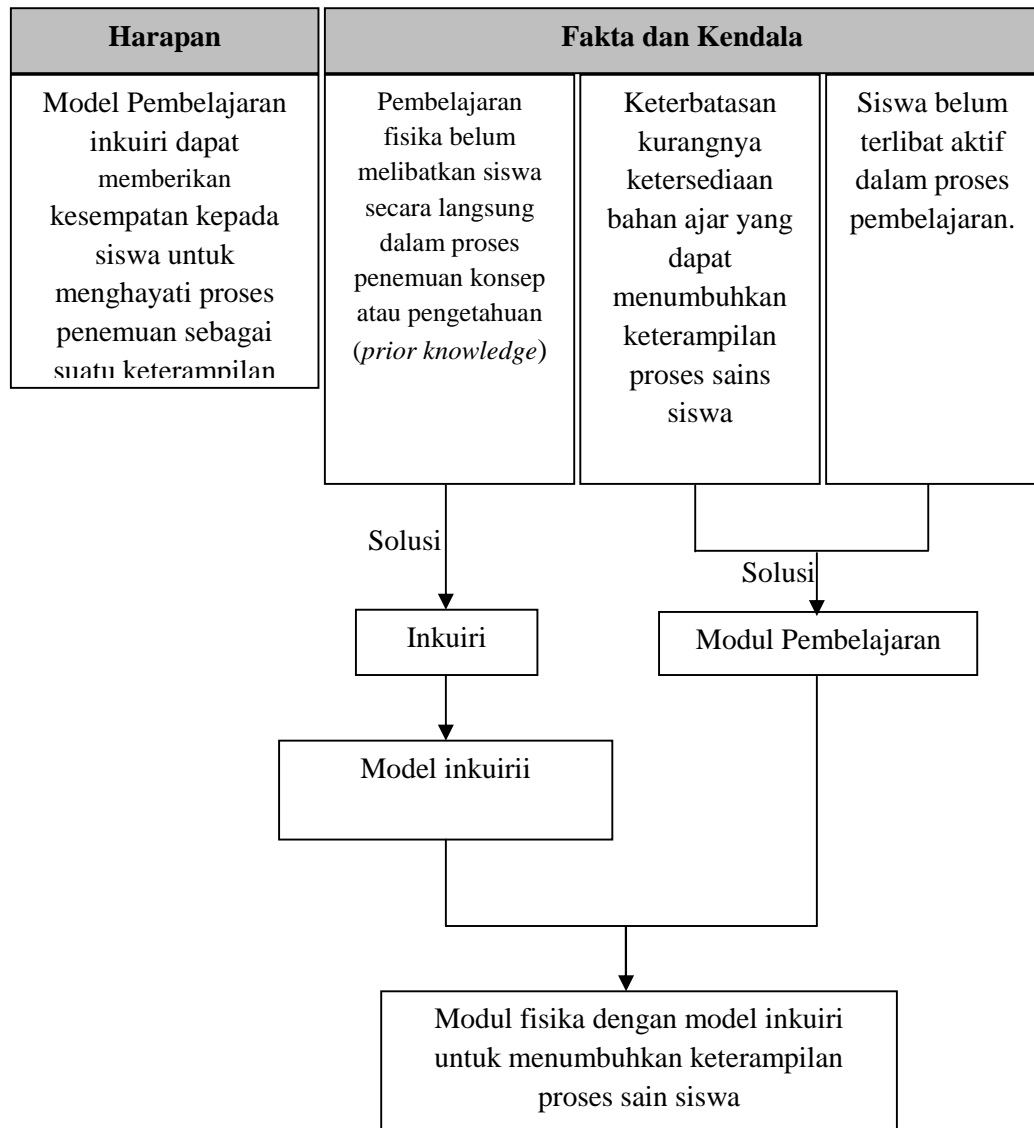 Harapan
Fakta dan Kendala
Model Pembelajaran
inkuiri dapat
memberikan
kesempatan kepada
siswa untuk
menghayati proses
penemuan sebagai
suatu keterampilan
Pembelajaran
fisika belum
melibatkan siswa
secara langsung
dalam proses
penemuan konsep
atau pengetahuan
(prior knowledge)
Keterbatasan
kurangnya
ketersediaan
bahan ajar yang
dapat
menumbuhkan
keterampilan
proses sains
siswa
Siswa belum
terlibat aktif
dalam proses
pembelajaran.
Solusi
Solusi
Inkuiri
Modul Pembelajaran
Model inkuirii
Modul fisika dengan model inkuiri
untuk menumbuhkan keterampilan
proses sain siswa